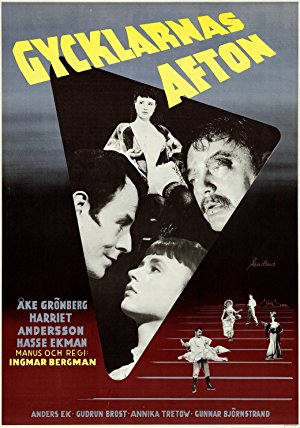 GYCKLARNAS
AFTON
Sandrews
ÅKE GRÖNBERG
HARRIET
ANDERSSON
HASSE EKMAN
MANUS OCH REGI:
INGMAR BERGMAN
ANDERS EK - GUDRUN BROST - ANNIKA TRETOW - GUNNAR BJÖRNSTRAND